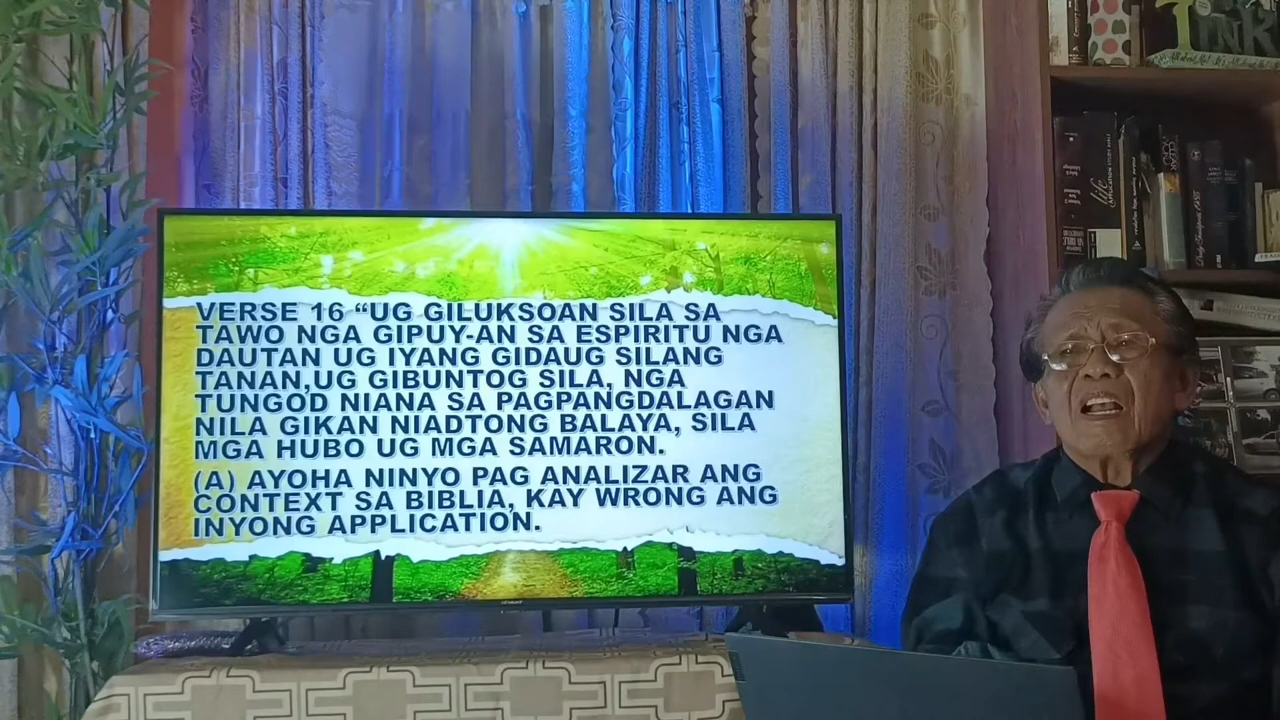 VERSE 16 “UG GILUKSOAN SILA SA
TAWO NGA GIPUY-AN SA ESPIRITU NGA
DAUTAN UG IYANG GIDAUG SILANG
TANAN,UG GIBUNTOG SILA, NGA
TUNGOD NIANA SA PAGPANGDALAGAN
NILA GIKAN NIADTONG BALAYA, SILA
MGA HUBO UG MGA SAMARON.
(A) AYOHA NINYO PAG ANALIZAR ANG
CONTEXT SA BIBLIA, KAY WRONG ANG
INYONG APPLICATION.
life